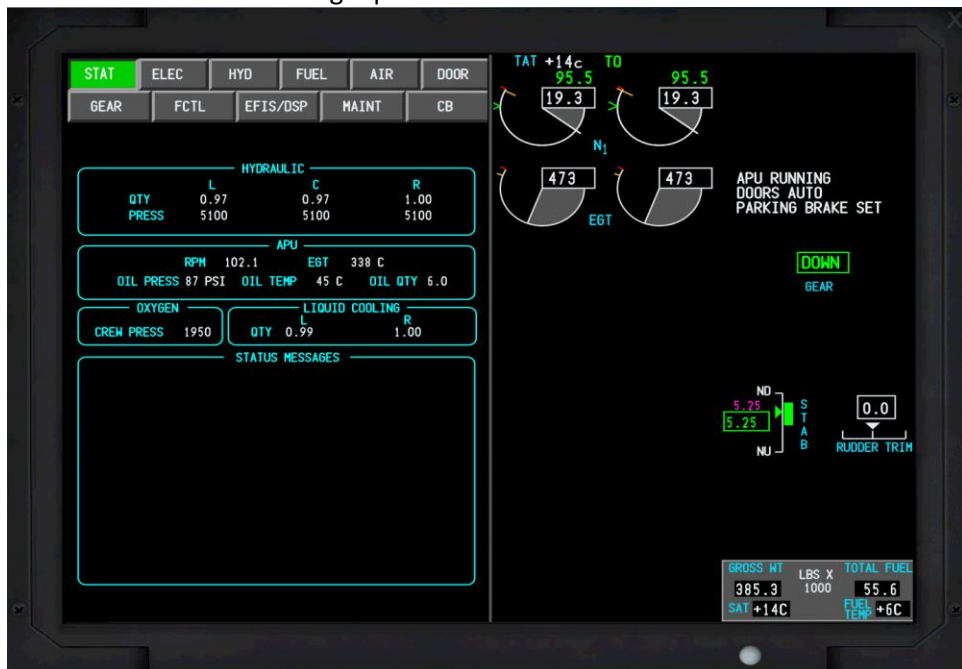 STAT ELEC HYD FUEL AIR DOOR
GEAR FCTL EFIS/DSP MAINT CB
HYDRAULIC
L C R
QTY 0.97 0.97 1.00
PRESS 5100 5100 5100
APU
RPM 102.1 EGT 338 C
OIL PRESS 87 PSI OIL TEMP 45 C OIL QTY 6.0
OXYGEN
CREW PRESS 1950
LIQUID COOLING
L R
QTY 0.99 1.00
STATUS MESSAGES
TAT +14c TO
95.5 95.5
19.3 19.3
N1
473 473
EGT
APU RUNNING
DOORS AUTO
PARKING BRAKE SET
DOWN
GEAR
ND
5.25
5.25
NU
STAB
0.0
RUDDER TRIM
GROSS WT LBS X 1000 TOTAL FUEL
385.3 55.6
SAT +14C FUEL TEMP +6C